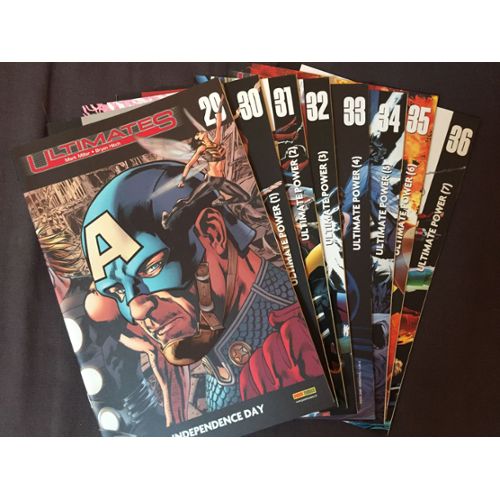 ULTIMATES
Mark Millar • Bryan Hitch
29
INDEPENDENCE DAY
30
ULTIMATE POWER (1)
31
ULTIMATE POWER (2)
32
ULTIMATE POWER (3)
33
ULTIMATE POWER (4)
34
ULTIMATE POWER (5)
35
ULTIMATE POWER (6)
36
ULTIMATE POWER (7)
A